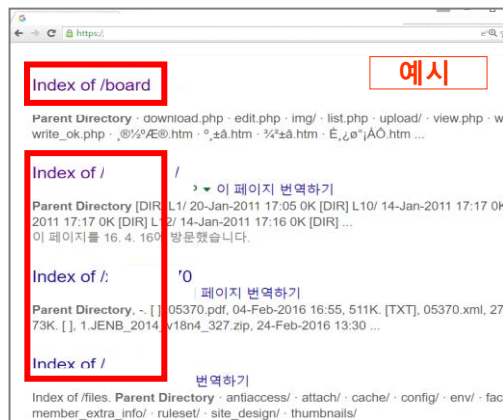 https:/
예시
Index of /board
Parent Directory · download.php · edit.php · img/ · list.php · upload/ · view.php ·
write_ok.php ·
Index of / /
이 페이지 번역하기
Parent Directory [DIR] L1/ 20-Jan-2011 17:05 0K [DIR] L10/ 14-Jan-2011 17:17 0K
2011 17:17 0K [DIR] L 2/ 14-Jan-2011 17:16 0K [DIR] ...
이 페이지를 16. 4. 16에 방문했습니다.
Index of / 70
페이지 번역하기
Parent Directory, -. [ ] 05370.pdf, 04-Feb-2016 16:55, 511K. [TXT], 05370.xml, 27
73K. [ ], 1.JENB_2014_v18n4_327.zip, 24-Feb-2016 13:30 ...
Index of /
번역하기
Index of /files. Parent Directory · antiaccess/ · attach/ · cache/ · config/ · env/ ·
member_extra_info/ · ruleset/ · site_design/ · thumbnails/